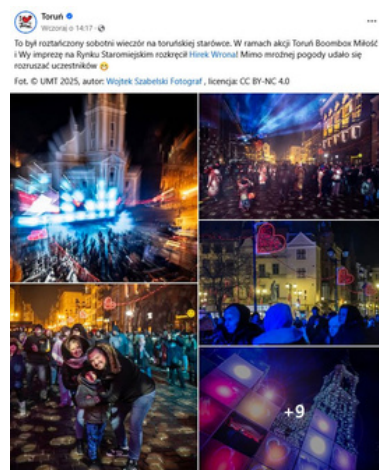 Toruń
Wczoraj o 14:17
To był roztańczony sobotni wieczór na toruńskiej starówce. W ramach akcji Toruń Boombox Miłość
i Wy imprezę na Rynku Staromiejskim rozkręcił Hirek Wrona! Mimo mroźnej pogody udało się
rozruszać uczestników
Fot. © UMT 2025, autor: Wojtek Szabelski Fotograf , licencja: CC BY-NC 4.0
+9